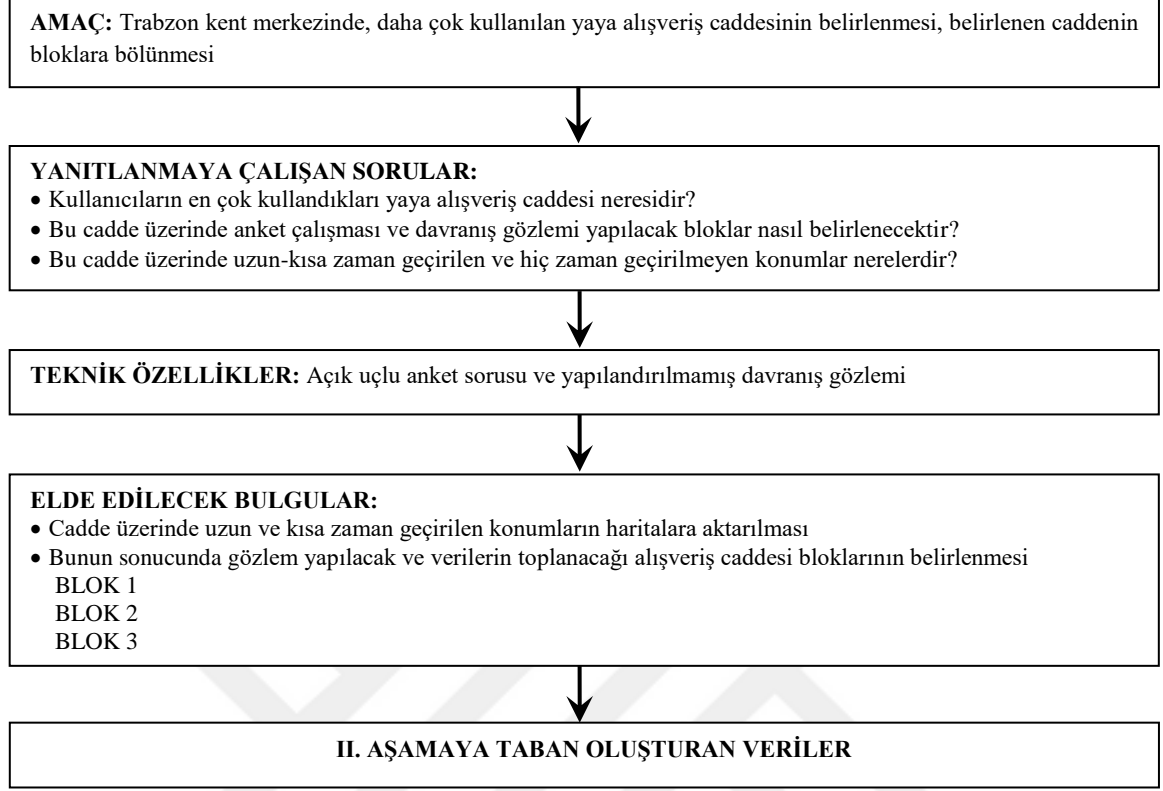 AMAÇ: Trabzon kent merkezinde, daha çok kullanılan yaya alışveriş caddesinin belirlenmesi, belirlenen caddenin
bloklara bölünmesi
YANITLANMAYA ÇALIŞAN SORULAR:
• Kullanıcıların en çok kullandıkları yaya alışveriş caddesi neresidir?
• Bu cadde üzerinde anket çalışması ve davranış gözlemi yapılacak bloklar nasıl belirlenecektir?
• Bu cadde üzerinde uzun-kısa zaman geçirilen ve hiç zaman geçirilmeyen konumlar nerelerdir?
TEKNİK ÖZELLİKLER: Açık uçlu anket sorusu ve yapılandırılmamış davranış gözlemi
ELDE EDİLECEK BULGULAR:
• Cadde üzerinde uzun ve kısa zaman geçirilen konumların haritalara aktarılması
• Bunun sonucunda gözlem yapılacak ve verilerin toplanacağı alışveriş caddesi bloklarının belirlenmesi
BLOK 1
BLOK 2
BLOK 3
II. AŞAMAYA TABAN OLUŞTURAN VERİLER